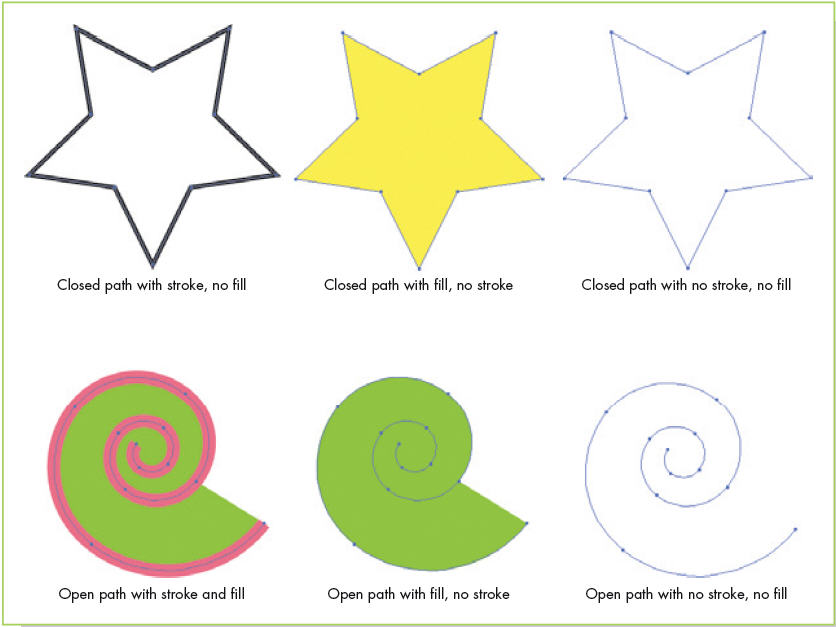 Closed path with stroke, no fill
Closed path with fill, no stroke
Closed path with no stroke, no fill
Open path with stroke and fill
Open path with fill, no stroke
Open path with no stroke, no fill